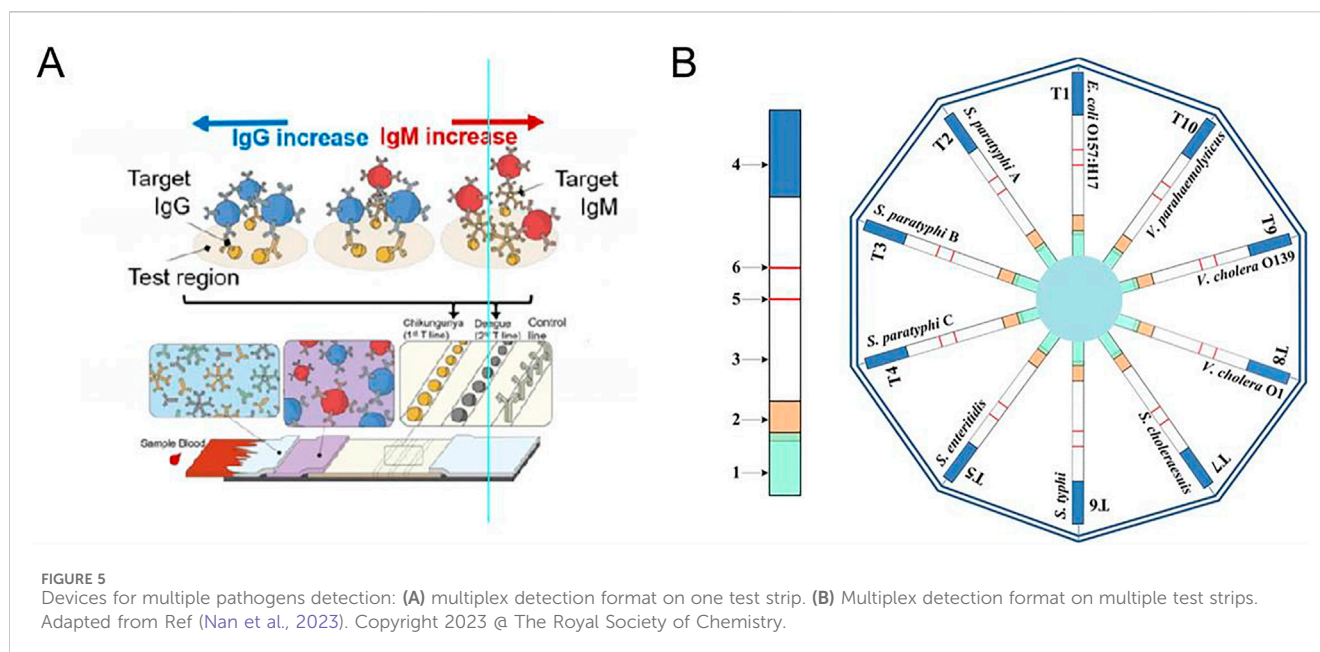 A
IgG increase IgM increase
Target
IgG
Target
IgM
Test region
Chikungunya
(1st T line)
Dengue
(2nd T line)
Control
line
Sample Blood
B
4
6
5
3
2
1
T1
E. coli O157:H17
T10
V. parahaemolyticus
T9
V. cholera O139
T8
V. cholera O1
T7
S. choleraesuis
T6
S. typhi
T5
S. enteritidis
T4
S. paratyphi C
T3
S. paratyphi B
T2
S. paratyphi A
FIGURE 5
Devices for multiple pathogens detection: (A) multiplex detection format on one test strip. (B) Multiplex detection format on multiple test strips.
Adapted from Ref (Nan et al., 2023). Copyright 2023 @ The Royal Society of Chemistry.